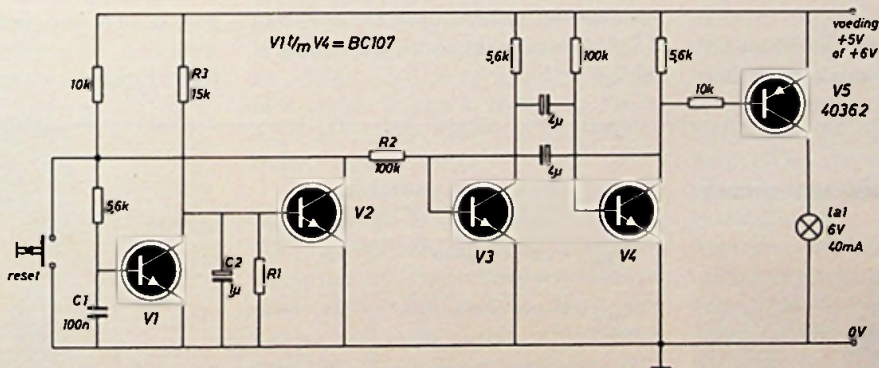 V1 t/m V4 = BC107
voeding
+5V
of +6V
10k
R3
15k
5,6k
100k
5,6k
10k
V5
40362
4µ
R2
100k
4µ
5,6k
V2
V3
V4
la1
6V
40mA
reset
C1
100n
V1
C2
1µ
R1
0V